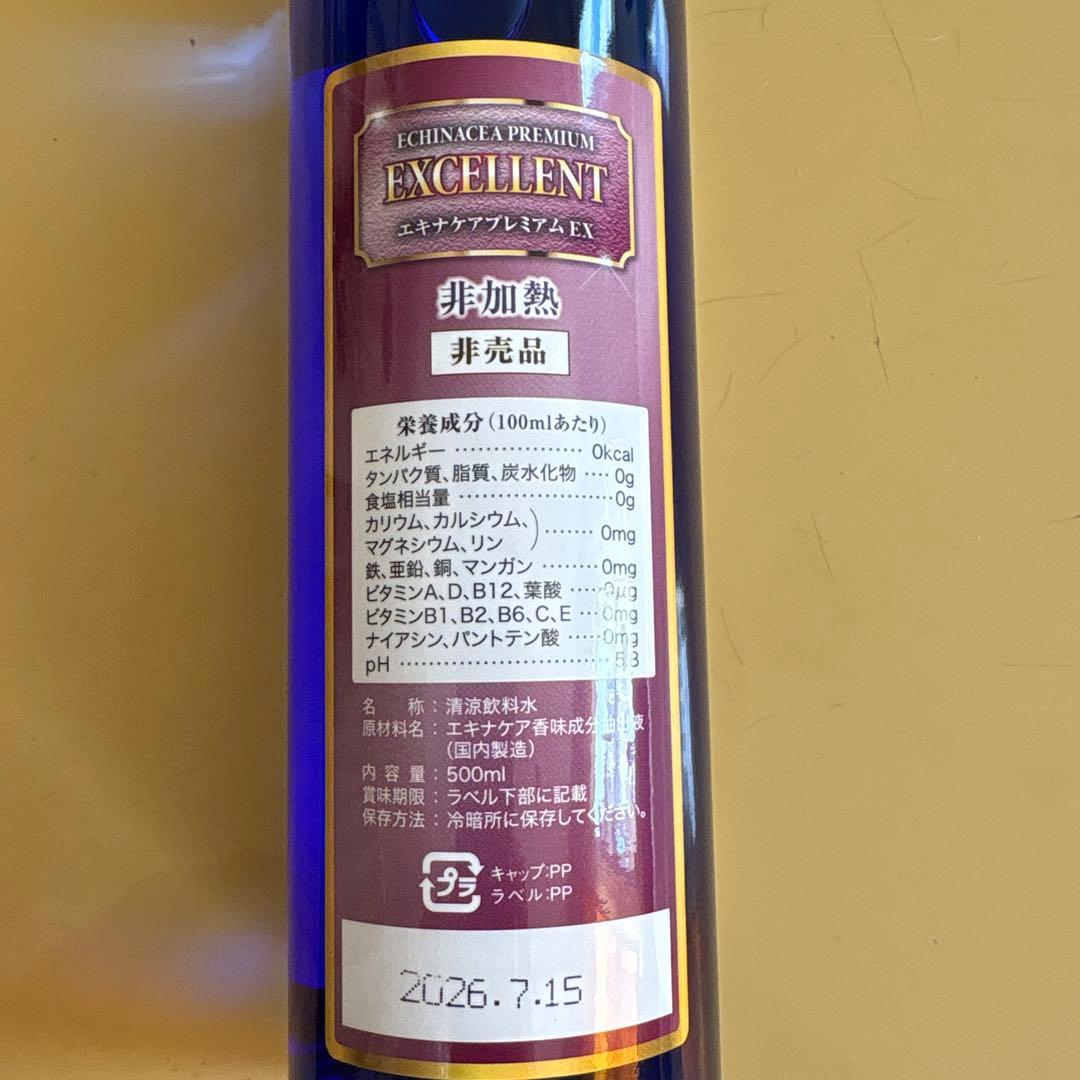 ECHINACEA PREMIUM
EXCELLENT
エキナケアプレミアム EX
非加熱
非売品
栄養成分(100mlあたり)
エネルギー ················· 0kcal
タンパク質、脂質、炭水化物 ···· 0g
食塩相当量 ····················· 0g
カリウム、カルシウム、
マグネシウム、リン ) ······· 0mg
鉄、亜鉛、銅、マンガン ········ 0mg
ビタミンA、D、B12、葉酸 ····· 0μg
ビタミンB1、B2、B6、C、E ··· 0mg
ナイアシン、パントテン酸 ······ 0mg
pH ···························· 5.3
名 称 : 清涼飲料水
原材料名 : エキナケア香味成分抽出液
(国内製造)
内容量 : 500ml
賞味期限 : ラベル下部に記載
保存方法 : 冷暗所に保存してください。
プラ
キャップ:PP
ラベル:PP
2026.7.15